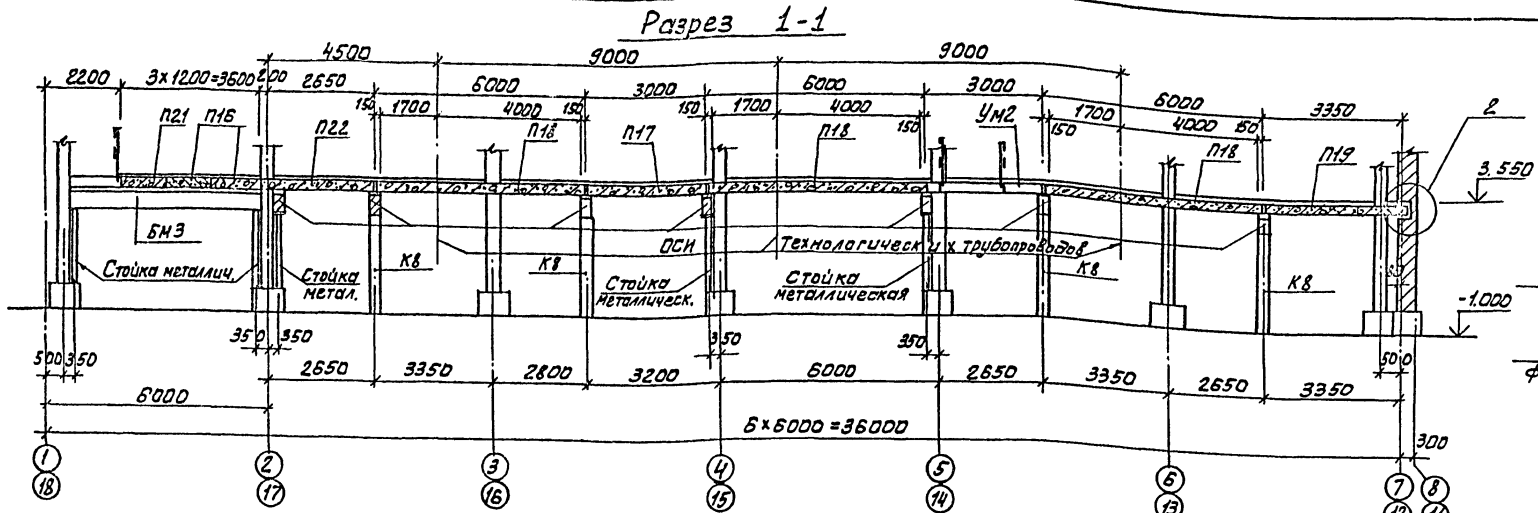 Разрез 1-1
4500 9000 9000
2200 3х1200=3600 200 2650 6000 3000 6000 3000 6000 3350
150 1700 4000 150 150 1700 4000 150 150 1700 4000 150
П21 П16 П22 П18 П17 П18 Ум2 П18 П19 2
3.550
БМ3 Оси технологических трубопроводов
Стойка металлич. Стойка метал. К8 К8 Стойка металлическ. Стойка металлическая К8 К8
-1.000
350 350 350 350 500
500 350
2650 3350 2800 3200 6000 2650 3350 2650 3350
6000
6х6000=36000
300
1 2 3 4 5 6 7 8
18 17 16 15 14 13